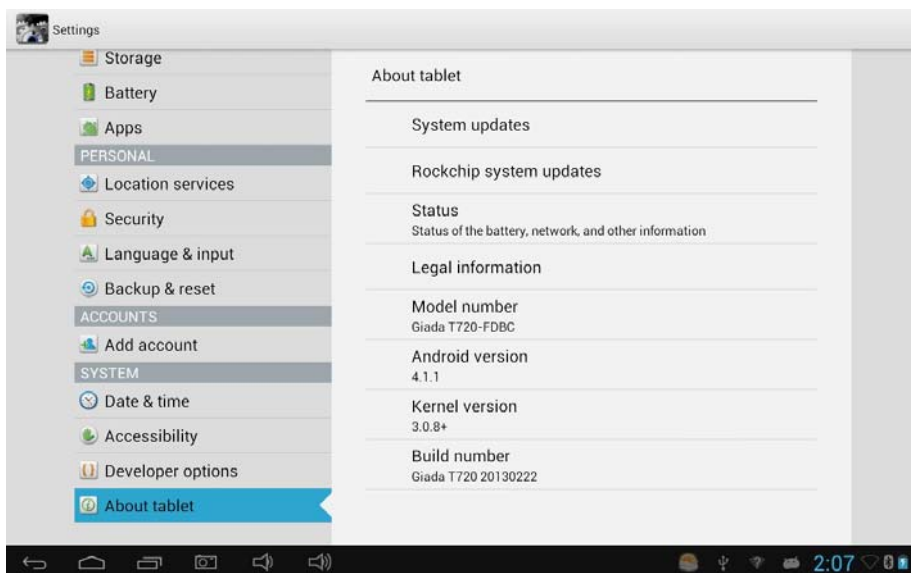 Settings
Storage
Battery
Apps
PERSONAL
Location services
Security
Language & input
Backup & reset
ACCOUNTS
Add account
SYSTEM
Date & time
Accessibility
Developer options
About tablet
About tablet
System updates
Rockchip system updates
Status
Status of the battery, network, and other information
Legal information
Model number
Giada T720-FDBC
Android version
4.1.1
Kernel version
3.0.8+
Build number
Giada T720 20130222
2:07